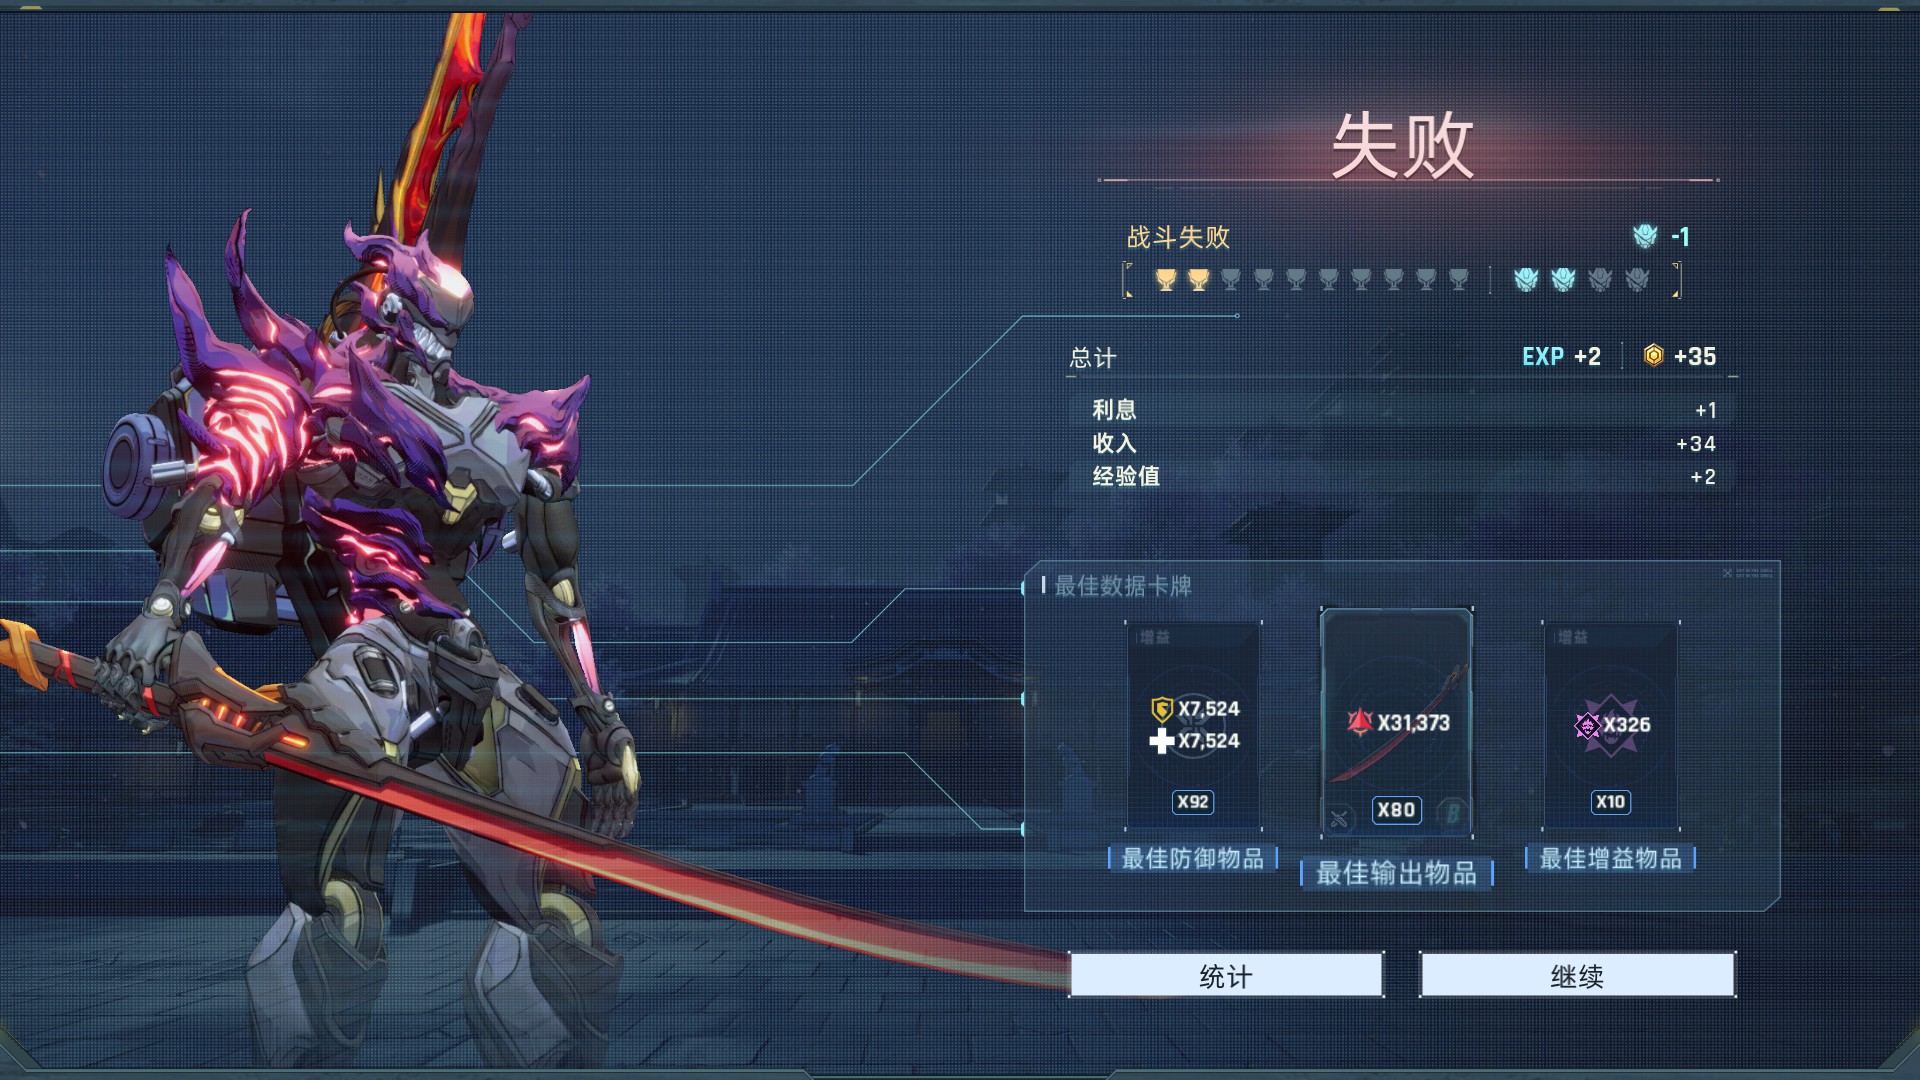 失败
战斗失败 -1
总计 EXP +2 +35
利息 +1
收入 +34
经验值 +2
最佳数据卡牌
增益
X7,524
X7,524
X92
最佳防御物品
X31,373
X80
B
最佳输出物品
增益
X326
X10
最佳增益物品
统计
继续